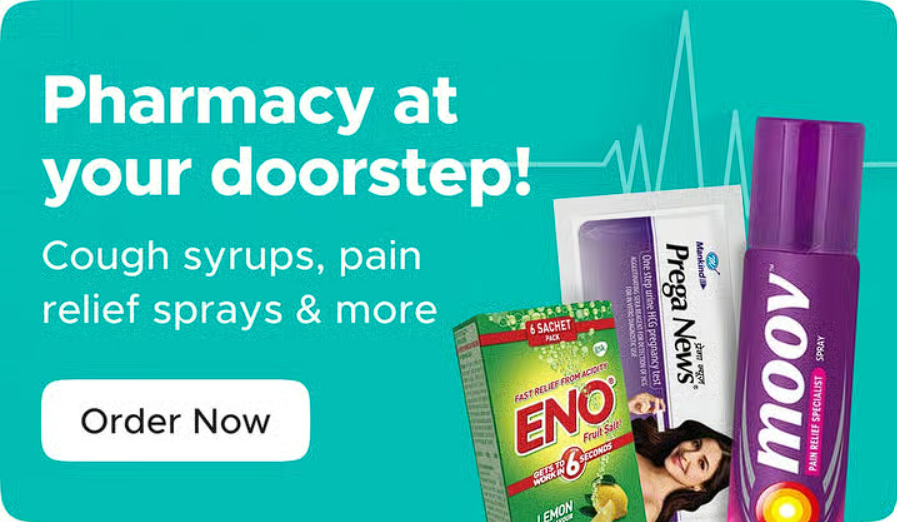 Pharmacy at
your doorstep!
Cough syrups, pain
relief sprays & more
Order Now
6 SACHET
PACK
FAST RELIEF FROM ACIDITY
ENO®
Fruit Salt
GETS TO
WORK IN 6 SECONDS
LEMON
Mankind
Prega News®
One step urine HCG pregnancy test
moov
PAIN RELIEF SPECIALIST
SPRAY